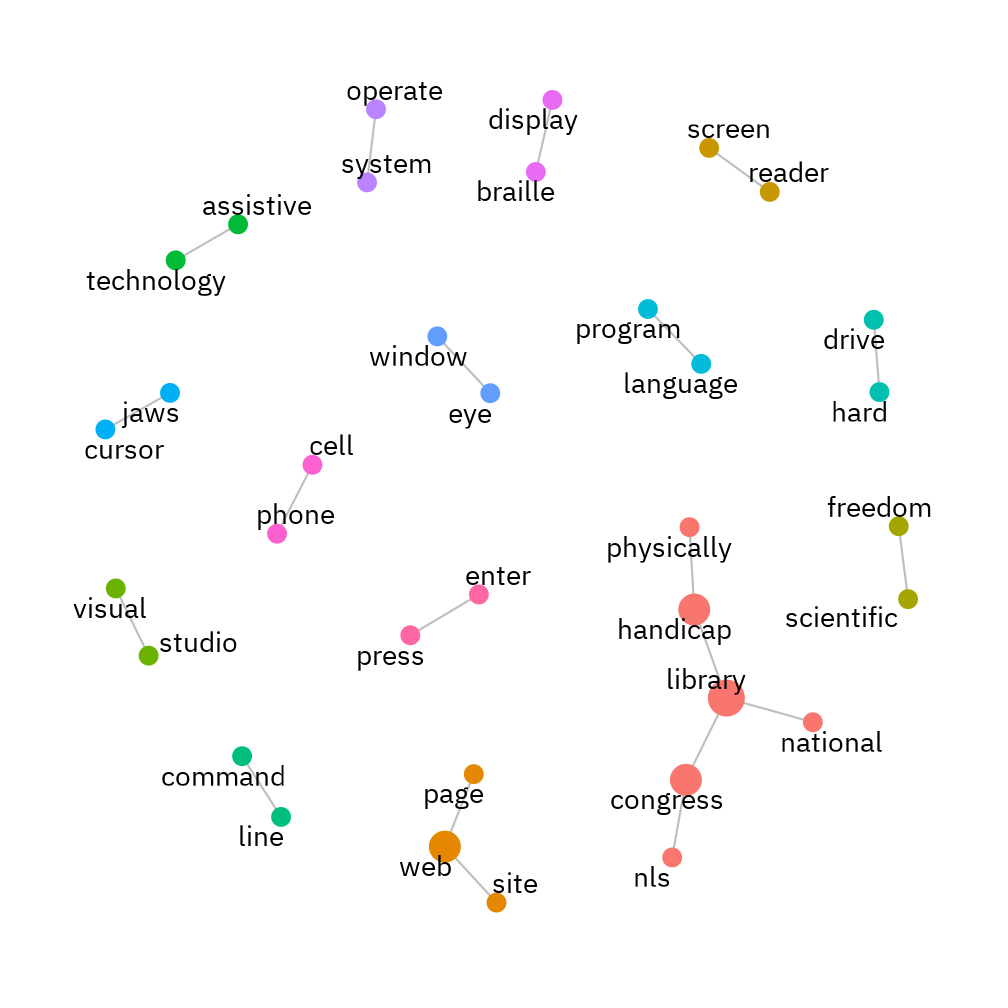 operate
display
system
braille
screen
reader
assistive
technology
window
eye
program
language
drive
hard
jaws
cursor
cell
phone
freedom
scientific
physically
handicap
library
national
congress
nls
enter
press
visual
studio
command
line
page
web
site